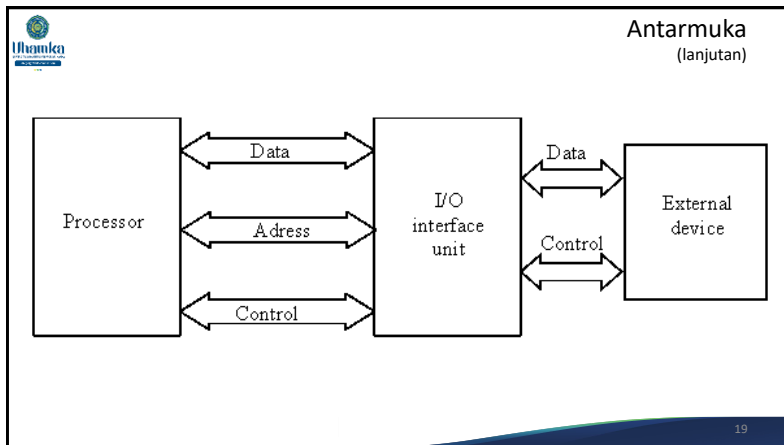 Uhamka
Antarmuka
(lanjutan)
Processor
Data
Adress
Control
I/O
interface
unit
Data
Control
External
device
19